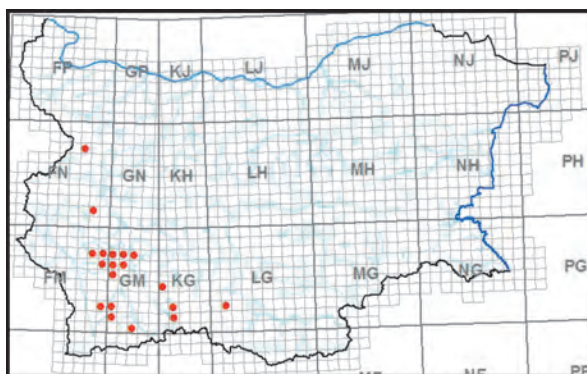 FP GP KJ LJ MJ NJ PJ
FN GN KH LH MH NH PH
FM GM KG LG MG NG PG
NF